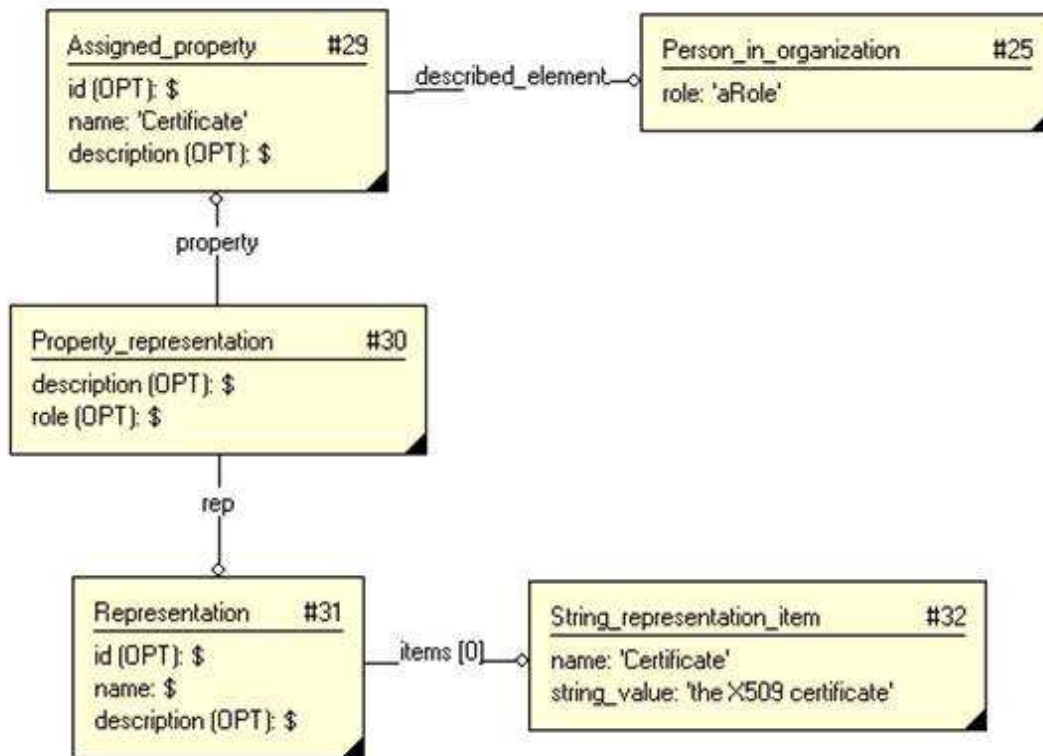 Assigned_property #29
id (OPT): $
name: 'Certificate'
description (OPT): $
described_element
Person_in_organization #25
role: 'aRole'
property
Property_representation #30
description (OPT): $
role (OPT): $
rep
Representation #31
id (OPT): $
name: $
description (OPT): $
items [0]
String_representation_item #32
name: 'Certificate'
string_value: 'the X509 certificate'